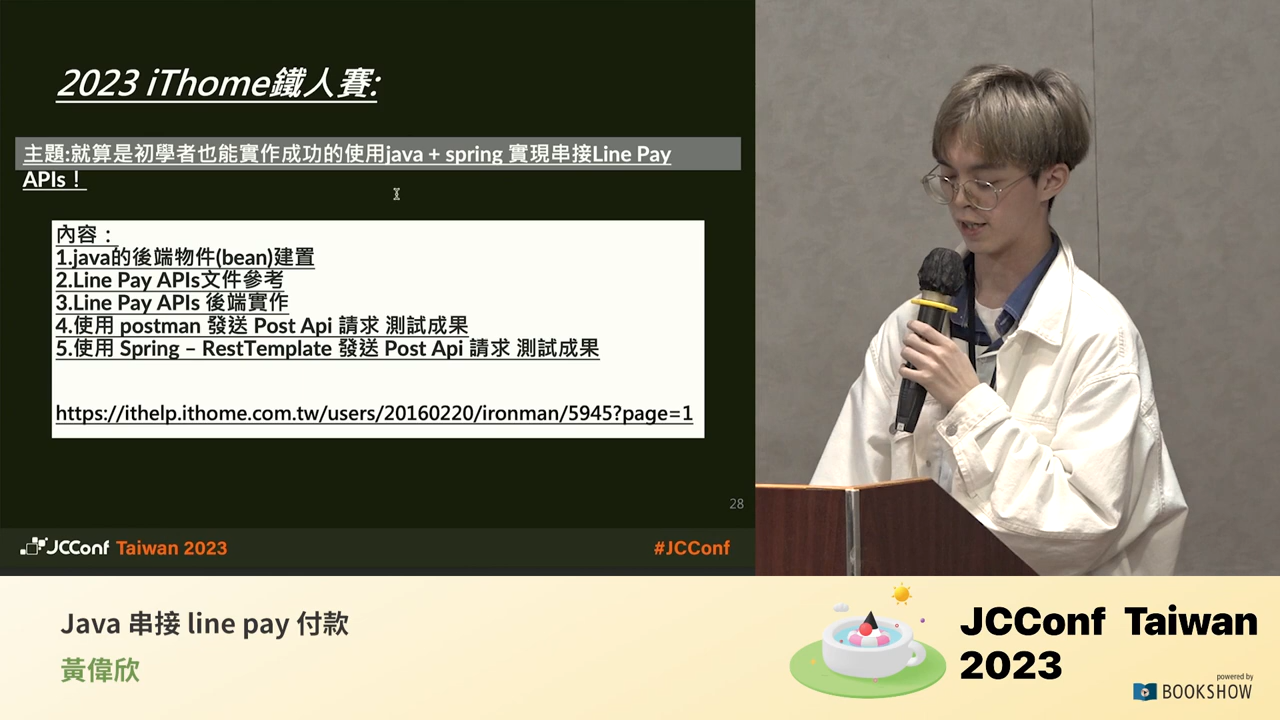 2023 iThome鐵人賽:
主題:就算是初學者也能實作成功的使用java + spring 實現串接Line Pay
APIs！
內容：
1.java的後端物件(bean)建置
2.Line Pay APIs文件參考
3.Line Pay APIs 後端實作
4.使用 postman 發送 Post Api 請求 測試成果
5.使用 Spring – RestTemplate 發送 Post Api 請求 測試成果
https://ithelp.ithome.com.tw/users/20160220/ironman/5945?page=1
28
JCConf Taiwan 2023
#JCConf
Java 串接 line pay 付款
黃偉欣
JCConf Taiwan
2023
powered by
BOOKSHOW